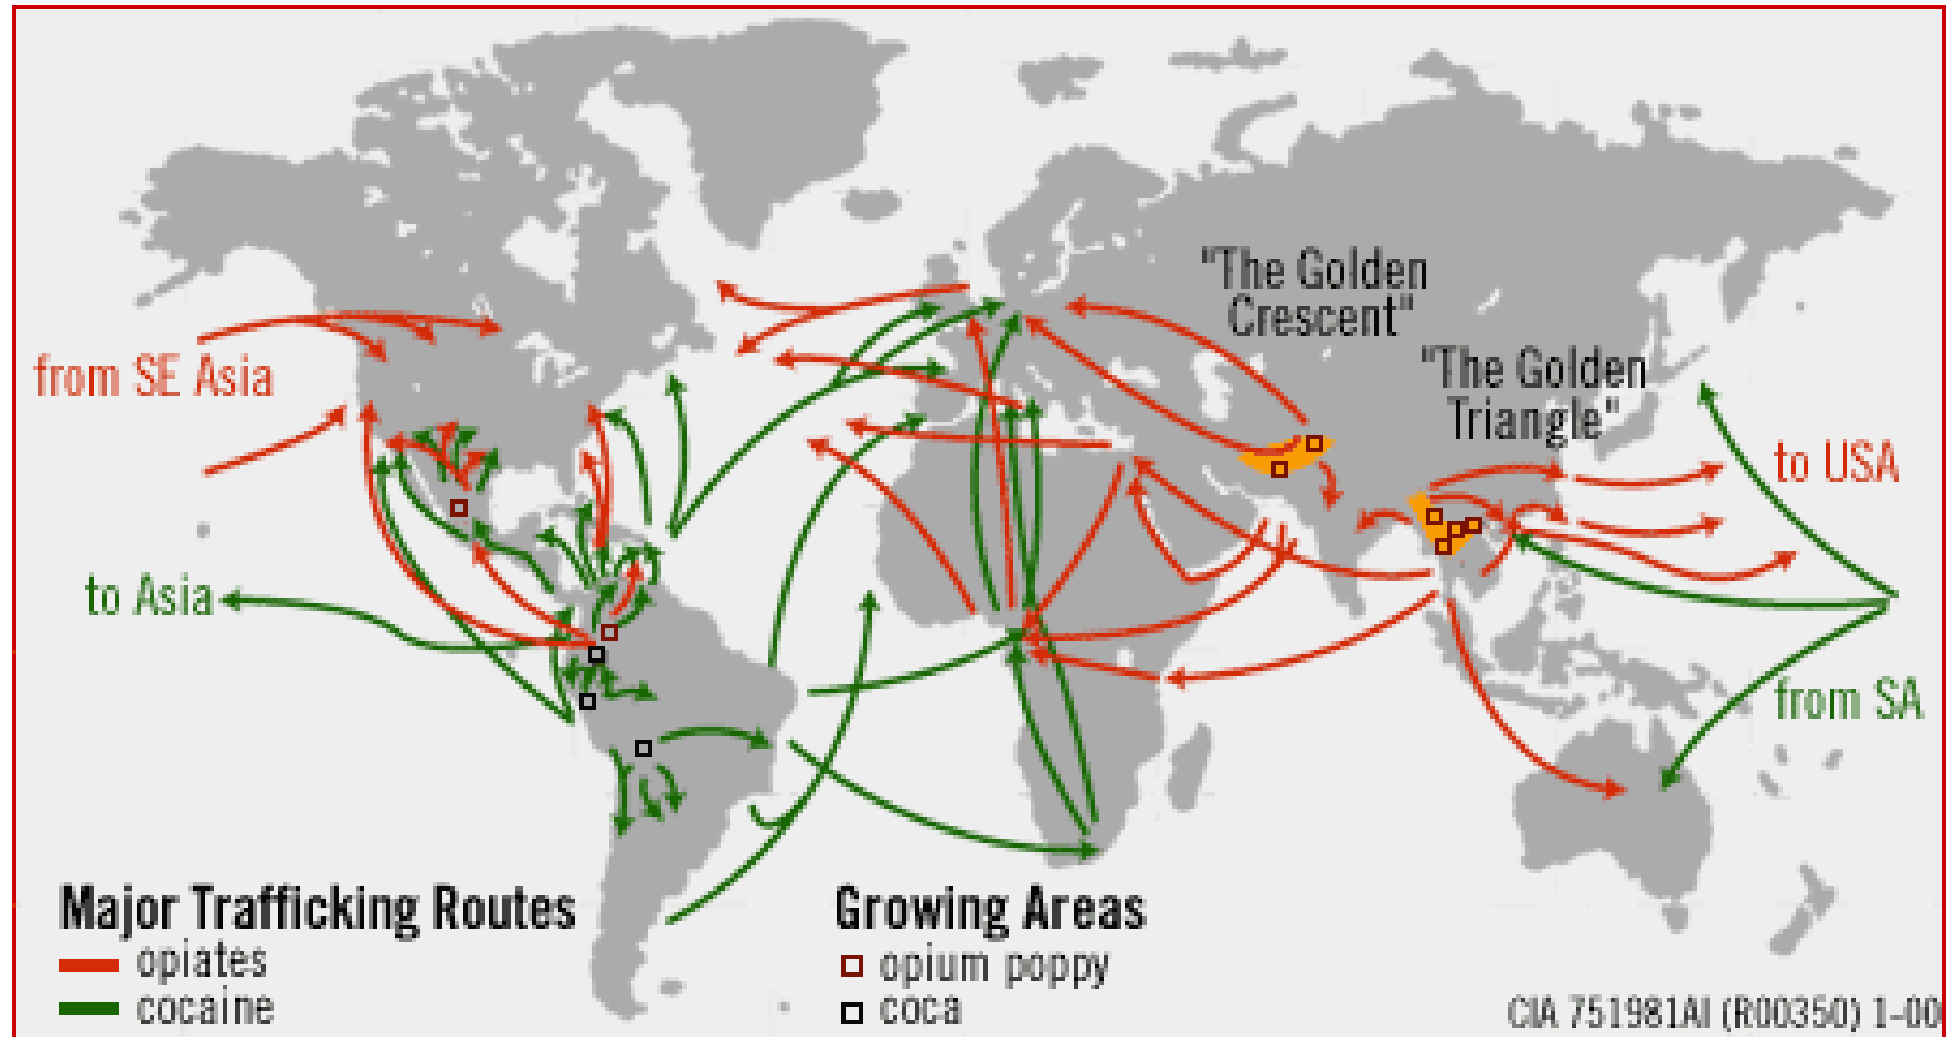 "The Golden
Crescent"
"The Golden
Triangle"
from SE Asia
to USA
to Asia
from SA
Major Trafficking Routes
opiates
cocaine
Growing Areas
opium poppy
coca
CIA 751981AI (R00350) 1-00